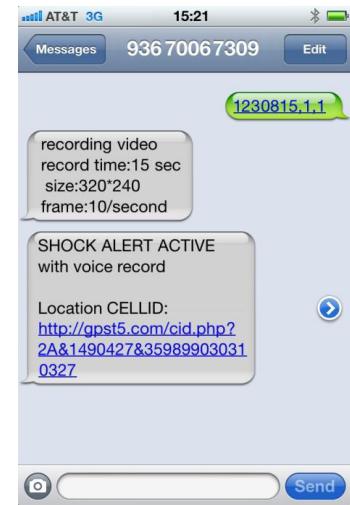 AT&T 3G 15:21
Messages 93670067309 Edit
1230815,1,1
recording video
record time:15 sec
size:320*240
frame:10/second
SHOCK ALERT ACTIVE
with voice record
Location CELLID:
http://gpst5.com/cid.php?
2A&1490427&35989903031
0327
Send